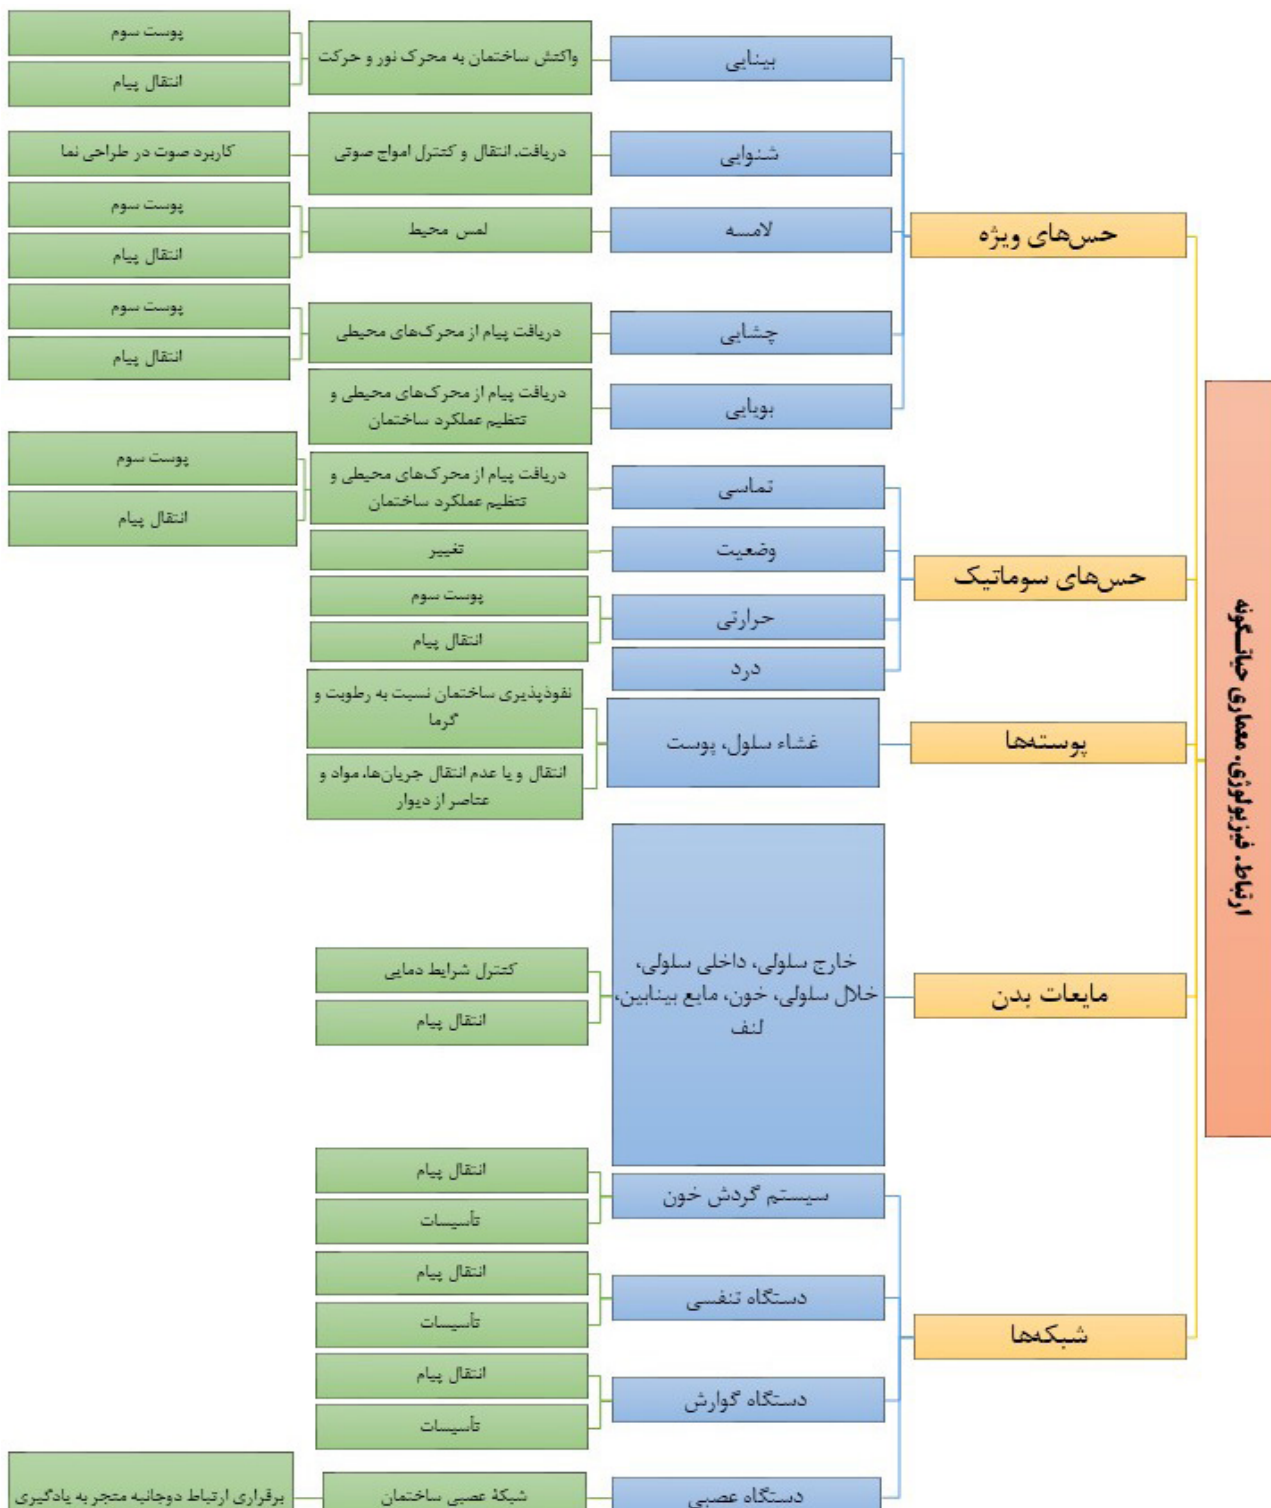 ارتباط. فیزیولوژی. معماری حیات‌گونه
حس‌های ویژه
بینایی
واکنش ساختمان به محرک نور و حرکت
پوست سوم
انتقال پیام
شنوایی
دریافت. انتقال و کنترل امواج صوتی
کاربرد صوت در طراحی نما
لامسه
لمس محیط
پوست سوم
انتقال پیام
چشایی
دریافت پیام از محرک‌های محیطی
پوست سوم
انتقال پیام
بویایی
دریافت پیام از محرک‌های محیطی و
تنظیم عملکرد ساختمان
حس‌های سوماتیک
تماسی
دریافت پیام از محرک‌های محیطی و
تنظیم عملکرد ساختمان
پوست سوم
انتقال پیام
وضعیت
تغییر
حرارتی
پوست سوم
انتقال پیام
درد
پوسته‌ها
غشاء سلول، پوست
نفوذپذیری ساختمان نسبت به رطوبت و
گرما
انتقال و یا عدم انتقال جریان‌ها، مواد و
عناصر از دیوار
مایعات بدن
خارج سلولی، داخلی سلولی،
خلال سلولی، خون، مایع بینابین،
لنف
کنترل شرایط دمایی
انتقال پیام
شبکه‌ها
سیستم گردش خون
انتقال پیام
تأسیسات
دستگاه تنفسی
انتقال پیام
تأسیسات
دستگاه گوارش
انتقال پیام
تأسیسات
دستگاه عصبی
شبکهٔ عصبی ساختمان
برقراری ارتباط دوجانبه منجر به یادگیری